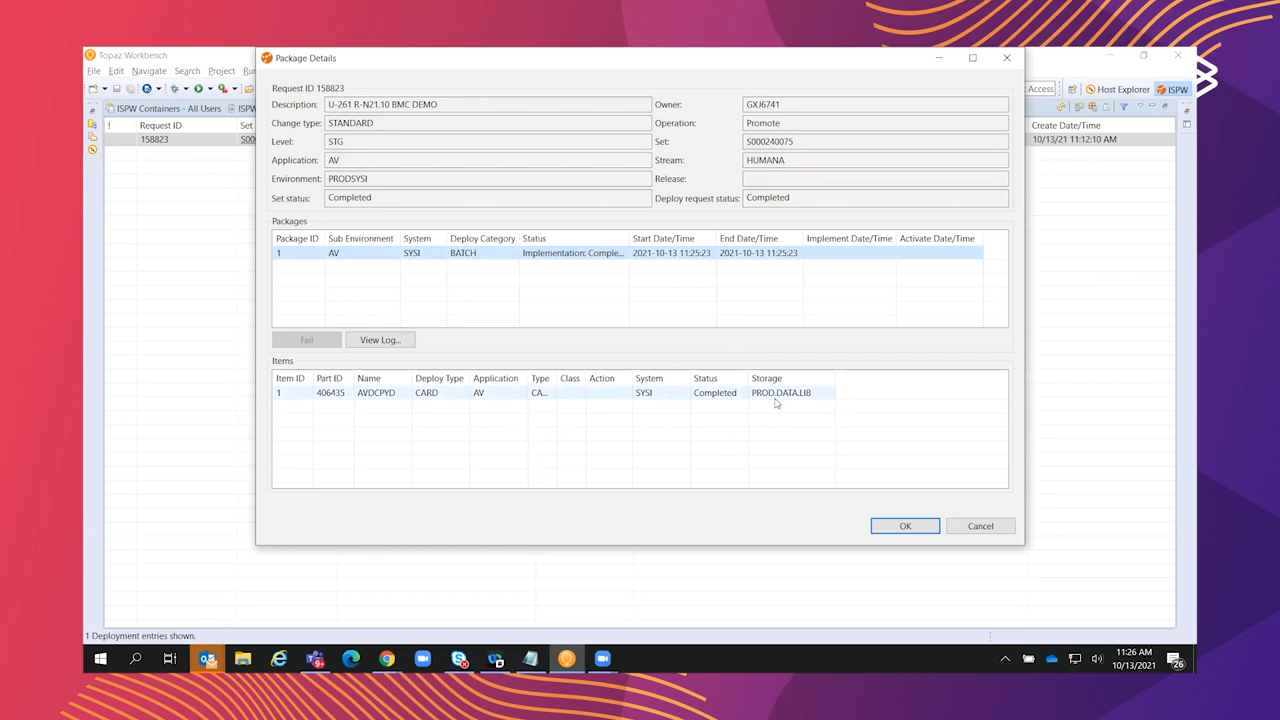 Topaz Workbench
File Edit Navigate Search Project
Access Host Explorer ISPW
ISPW Containers - All Users
! Request ID Set Create Date/Time
158823 10/13/21 11:12:10 AM
Package Details
Request ID 158823
Description: U-261 R-N21.10 BMC DEMO Owner: GXJ6741
Change type: STANDARD Operation: Promote
Level: STG Set: S000240075
Application: AV Stream: HUMANA
Environment: PRODSYSI Release:
Set status: Completed Deploy request status: Completed
Packages
Package ID Sub Environment System Deploy Category Status Start Date/Time End Date/Time Implement Date/Time Activate Date/Time
1 AV SYSI BATCH Implementation: Comple... 2021-10-13 11:25:23 2021-10-13 11:25:23
Fail View Log...
Items
Item ID Part ID Name Deploy Type Application Type Class Action System Status Storage
1 406435 AVDCPYD CARD AV CA... SYSI Completed PROD.DATA.LIB
OK Cancel
1 Deployment entries shown.
11:26 AM
10/13/2021
26